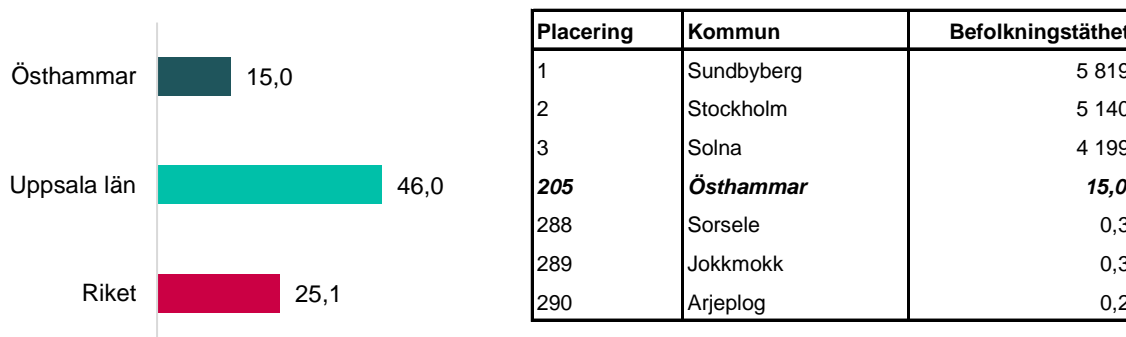 Östhammar 15,0
Uppsala län 46,0
Riket 25,1
Placering Kommun Befolkningstäthet
1 Sundbyberg 5 819
2 Stockholm 5 140
3 Solna 4 199
205 Östhammar 15,0
288 Sorsele 0,3
289 Jokkmokk 0,3
290 Arjeplog 0,2